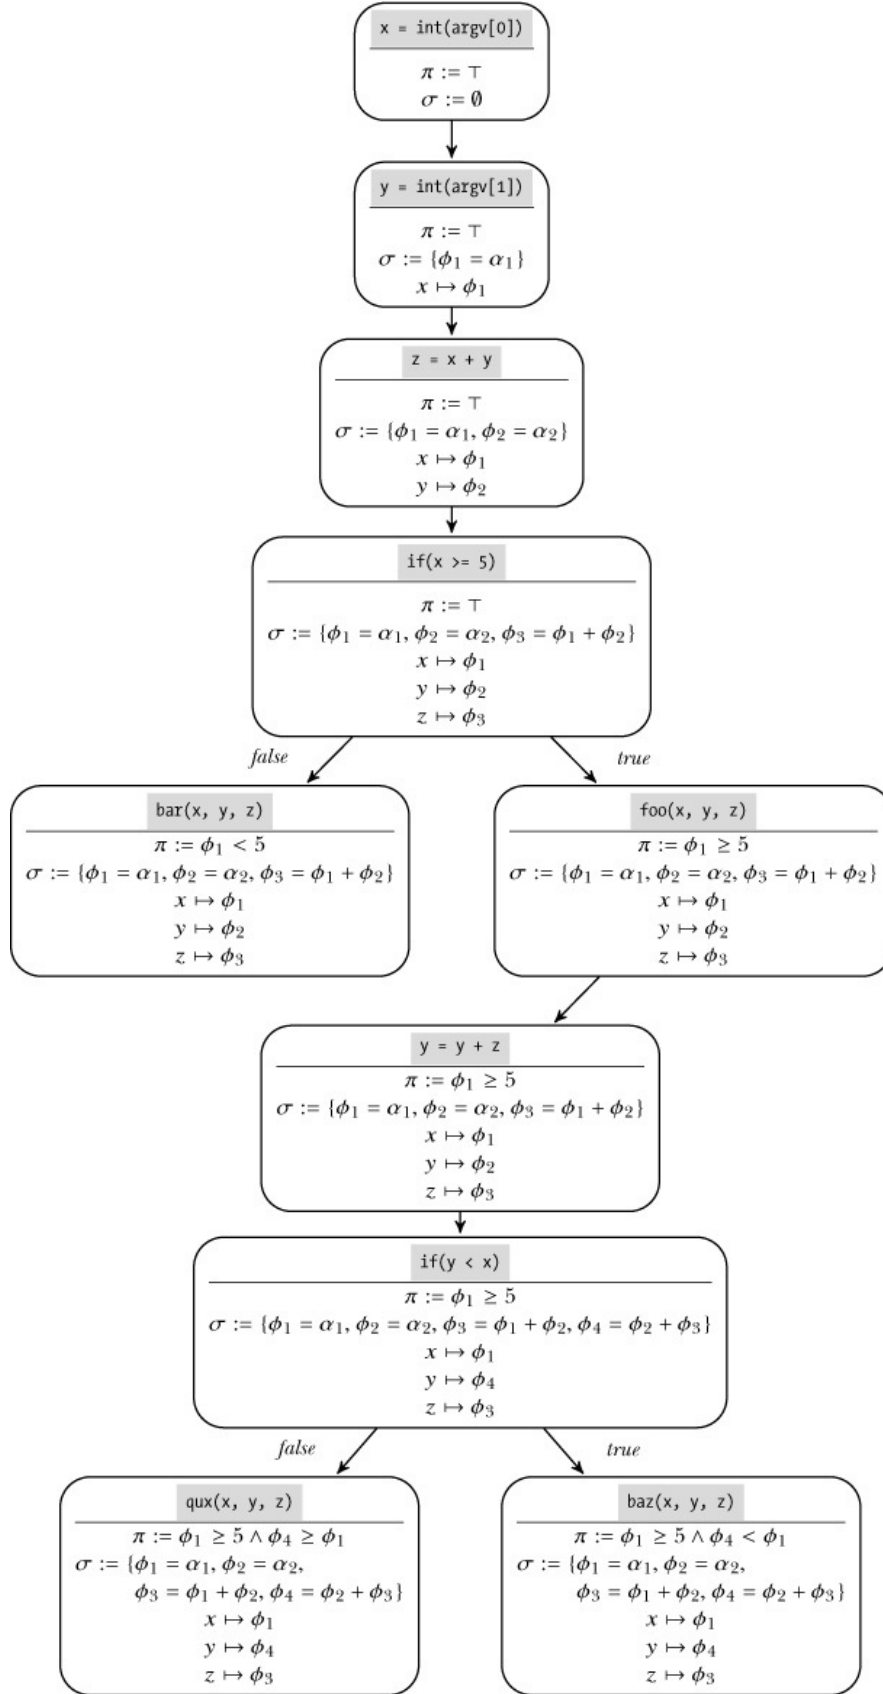 x = int(argv[0])
π := ⊤
σ := ∅
y = int(argv[1])
π := ⊤
σ := {ϕ₁ = α₁}
x ↦ ϕ₁
z = x + y
π := ⊤
σ := {ϕ₁ = α₁, ϕ₂ = α₂}
x ↦ ϕ₁
y ↦ ϕ₂
if(x >= 5)
π := ⊤
σ := {ϕ₁ = α₁, ϕ₂ = α₂, ϕ₃ = ϕ₁ + ϕ₂}
x ↦ ϕ₁
y ↦ ϕ₂
z ↦ ϕ₃
false
true
bar(x, y, z)
π := ϕ₁ < 5
σ := {ϕ₁ = α₁, ϕ₂ = α₂, ϕ₃ = ϕ₁ + ϕ₂}
x ↦ ϕ₁
y ↦ ϕ₂
z ↦ ϕ₃
foo(x, y, z)
π := ϕ₁ ≥ 5
σ := {ϕ₁ = α₁, ϕ₂ = α₂, ϕ₃ = ϕ₁ + ϕ₂}
x ↦ ϕ₁
y ↦ ϕ₂
z ↦ ϕ₃
y = y + z
π := ϕ₁ ≥ 5
σ := {ϕ₁ = α₁, ϕ₂ = α₂, ϕ₃ = ϕ₁ + ϕ₂}
x ↦ ϕ₁
y ↦ ϕ₂
z ↦ ϕ₃
if(y < x)
π := ϕ₁ ≥ 5
σ := {ϕ₁ = α₁, ϕ₂ = α₂, ϕ₃ = ϕ₁ + ϕ₂, ϕ₄ = ϕ₂ + ϕ₃}
x ↦ ϕ₁
y ↦ ϕ₄
z ↦ ϕ₃
false
true
qux(x, y, z)
π := ϕ₁ ≥ 5 ∧ ϕ₄ ≥ ϕ₁
σ := {ϕ₁ = α₁, ϕ₂ = α₂,
ϕ₃ = ϕ₁ + ϕ₂, ϕ₄ = ϕ₂ + ϕ₃}
x ↦ ϕ₁
y ↦ ϕ₄
z ↦ ϕ₃
baz(x, y, z)
π := ϕ₁ ≥ 5 ∧ ϕ₄ < ϕ₁
σ := {ϕ₁ = α₁, ϕ₂ = α₂,
ϕ₃ = ϕ₁ + ϕ₂, ϕ₄ = ϕ₂ + ϕ₃}
x ↦ ϕ₁
y ↦ ϕ₄
z ↦ ϕ₃